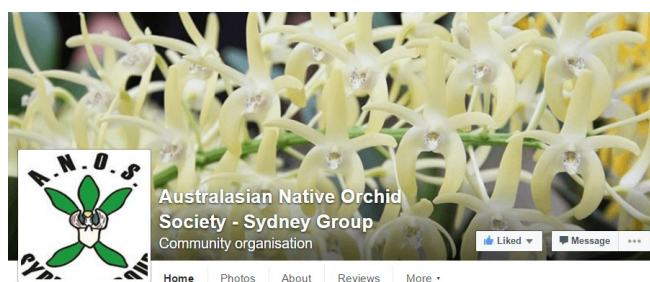 A.N.O.S.
Australasian Native Orchid
Society - Sydney Group
Community organisation
Liked
Message
Home Photos About Reviews More